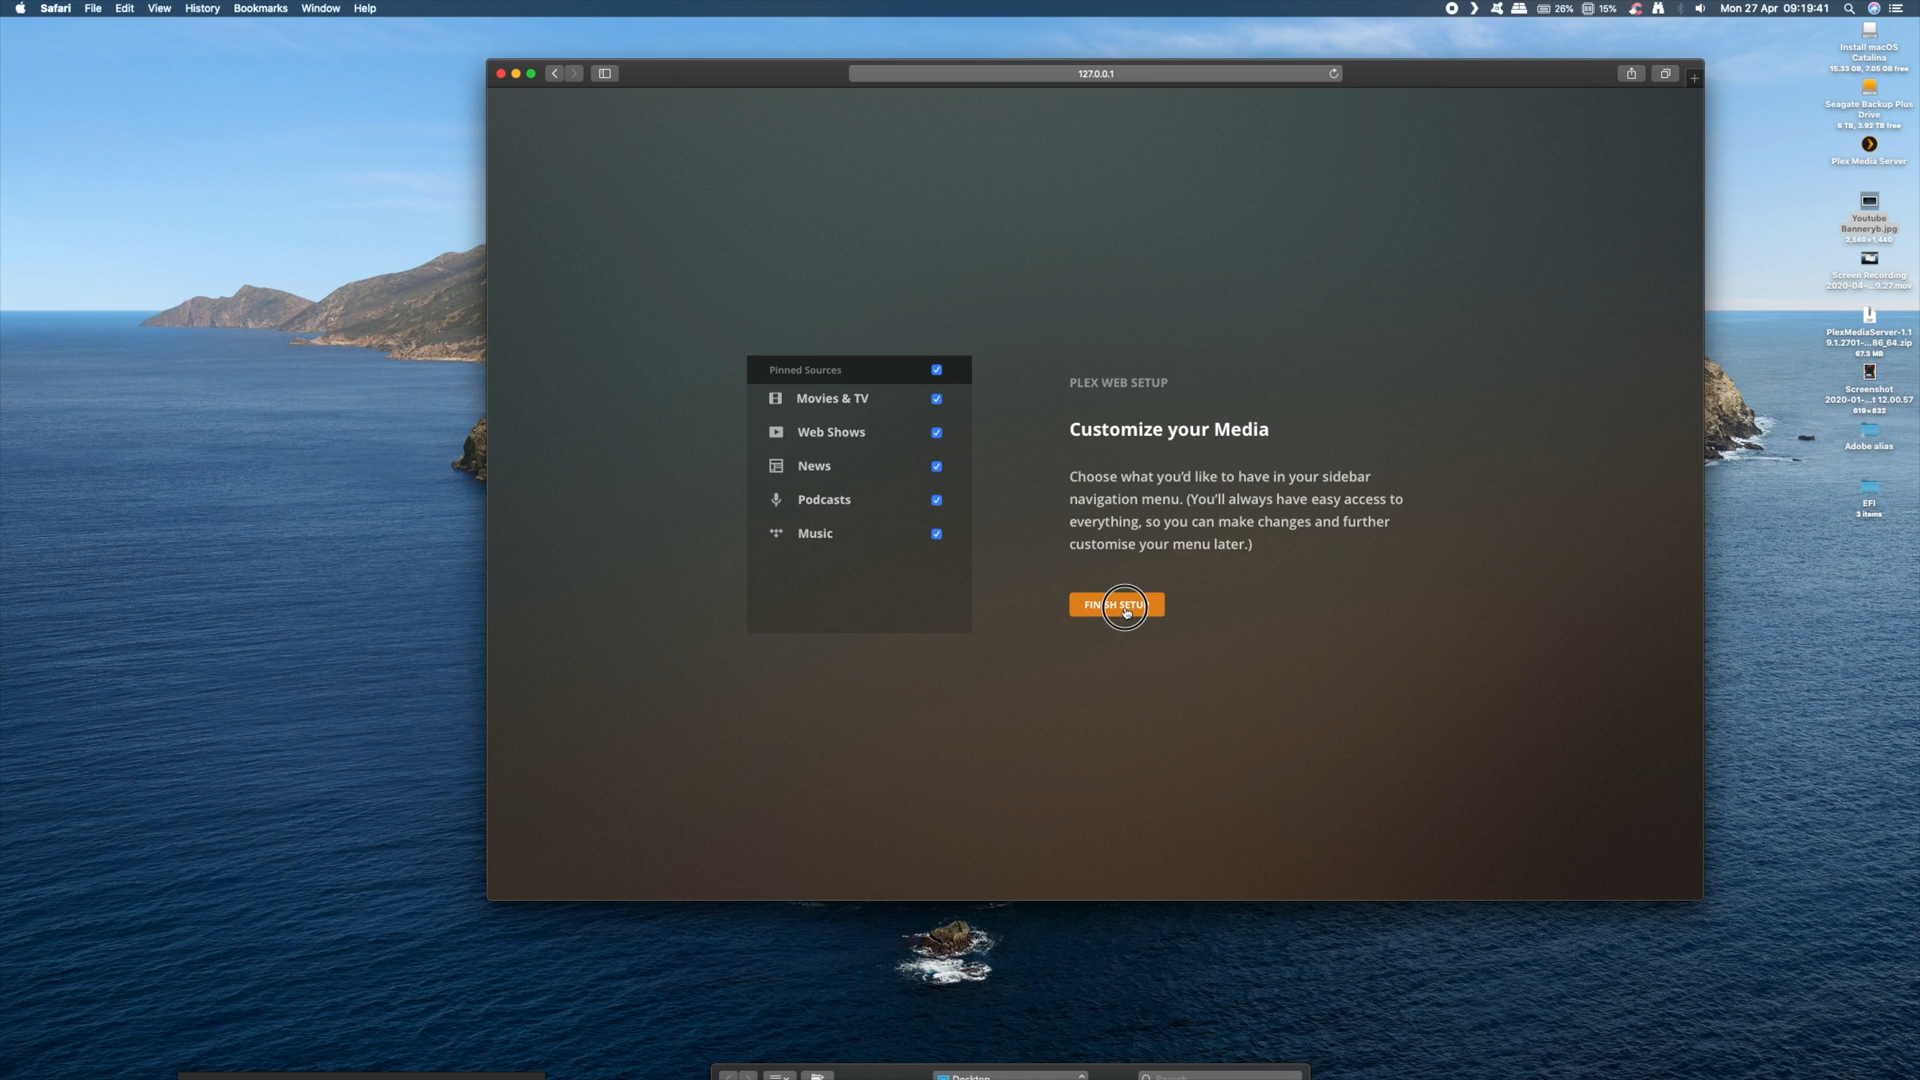 Safari File Edit View History Bookmarks Window Help
26% 15% Mon 27 Apr 09:19:41
127.0.0.1
Install macOS
Catalina
15.33 GB, 7.05 GB free
Seagate Backup Plus
Drive
6 TB, 3.92 TB free
Plex Media Server
Youtube
Banneryb.jpg
2,560×1,440
Screen Recording
2020-04-...9.27.mov
PlexMediaServer-1.1
9.1.2701-...86_64.zip
67.3 MB
Screenshot
2020-01-...t 12.00.57
619×832
Adobe alias
EFI
3 items
Pinned Sources
Movies & TV
Web Shows
News
Podcasts
Music
PLEX WEB SETUP
Customize your Media
Choose what you'd like to have in your sidebar
navigation menu. (You'll always have easy access to
everything, so you can make changes and further
customise your menu later.)
FINISH SETUP
Desktop
Search